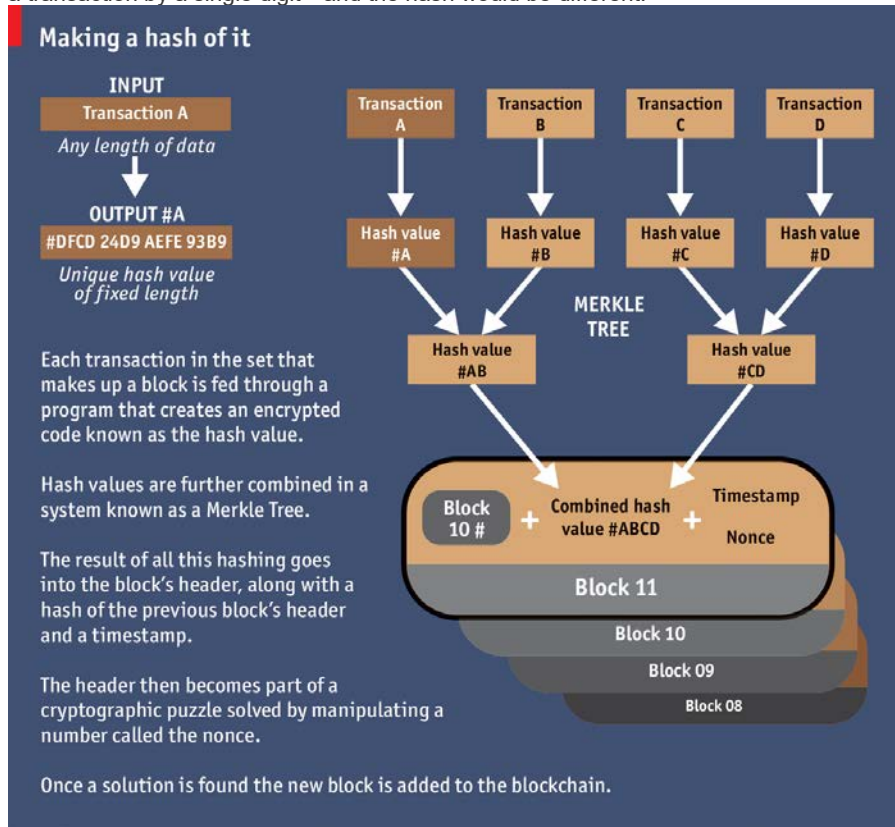 Making a hash of it
INPUT
Transaction A
Any length of data
OUTPUT #A
#DFCD 24D9 AEFE 93B9
Unique hash value
of fixed length
Transaction
A
Transaction
B
Transaction
C
Transaction
D
Hash value
#A
Hash value
#B
Hash value
#C
Hash value
#D
MERKLE
TREE
Hash value
#AB
Hash value
#CD
Each transaction in the set that
makes up a block is fed through a
program that creates an encrypted
code known as the hash value.
Hash values are further combined in a
system known as a Merkle Tree.
The result of all this hashing goes
into the block’s header, along with a
hash of the previous block’s header
and a timestamp.
The header then becomes part of a
cryptographic puzzle solved by manipulating a
number called the nonce.
Once a solution is found the new block is added to the blockchain.
Block
10 #
+
Combined hash
value #ABCD
+
Timestamp
Nonce
Block 11
Block 10
Block 09
Block 08